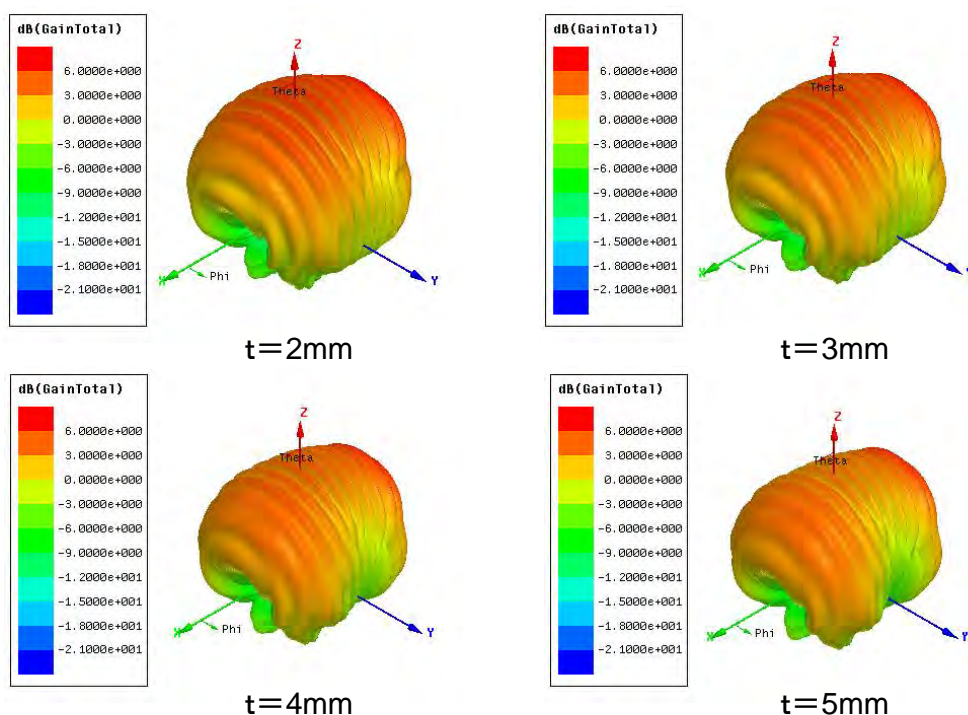 dB(GainTotal)
6.0000e+000
3.0000e+000
0.0000e+000
-3.0000e+000
-6.0000e+000
-9.0000e+000
-1.2000e+001
-1.5000e+001
-1.8000e+001
-2.1000e+001
Z
Theta
X
Phi
Y
t=2mm
dB(GainTotal)
6.0000e+000
3.0000e+000
0.0000e+000
-3.0000e+000
-6.0000e+000
-9.0000e+000
-1.2000e+001
-1.5000e+001
-1.8000e+001
-2.1000e+001
Z
Theta
X
Phi
Y
t=3mm
dB(GainTotal)
6.0000e+000
3.0000e+000
0.0000e+000
-3.0000e+000
-6.0000e+000
-9.0000e+000
-1.2000e+001
-1.5000e+001
-1.8000e+001
-2.1000e+001
Z
Theta
X
Phi
Y
t=4mm
dB(GainTotal)
6.0000e+000
3.0000e+000
0.0000e+000
-3.0000e+000
-6.0000e+000
-9.0000e+000
-1.2000e+001
-1.5000e+001
-1.8000e+001
-2.1000e+001
Z
Theta
X
Phi
Y
t=5mm